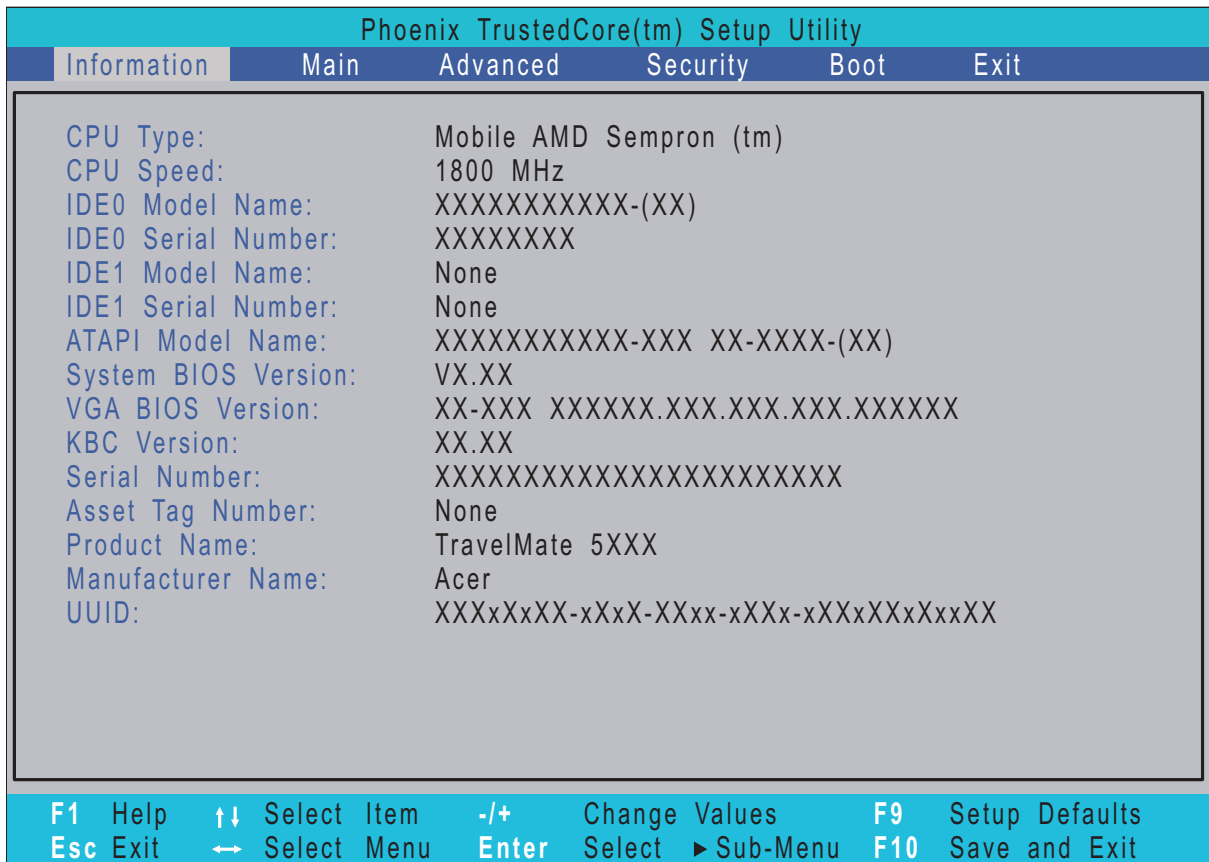 Phoenix TrustedCore(tm) Setup Utility
Information Main Advanced Security Boot Exit
CPU Type: Mobile AMD Sempron (tm)
CPU Speed: 1800 MHz
IDE0 Model Name: XXXXXXXXXXX-(XX)
IDE0 Serial Number: XXXXXXXX
IDE1 Model Name: None
IDE1 Serial Number: None
ATAPI Model Name: XXXXXXXXXXX-XXX XX-XXXX-(XX)
System BIOS Version: VX.XX
VGA BIOS Version: XX-XXX XXXXXX.XXX.XXX.XXX.XXXXXX
KBC Version: XX.XX
Serial Number: XXXXXXXXXXXXXXXXXXXXXXX
Asset Tag Number: None
Product Name: TravelMate 5XXX
Manufacturer Name: Acer
UUID: XXXxXxXX-xXxX-XXxx-xXXx-xXXxXXxXxxXX
F1 Help ↑↓ Select Item -/+ Change Values F9 Setup Defaults
Esc Exit ↔ Select Menu Enter Select ►Sub-Menu F10 Save and Exit